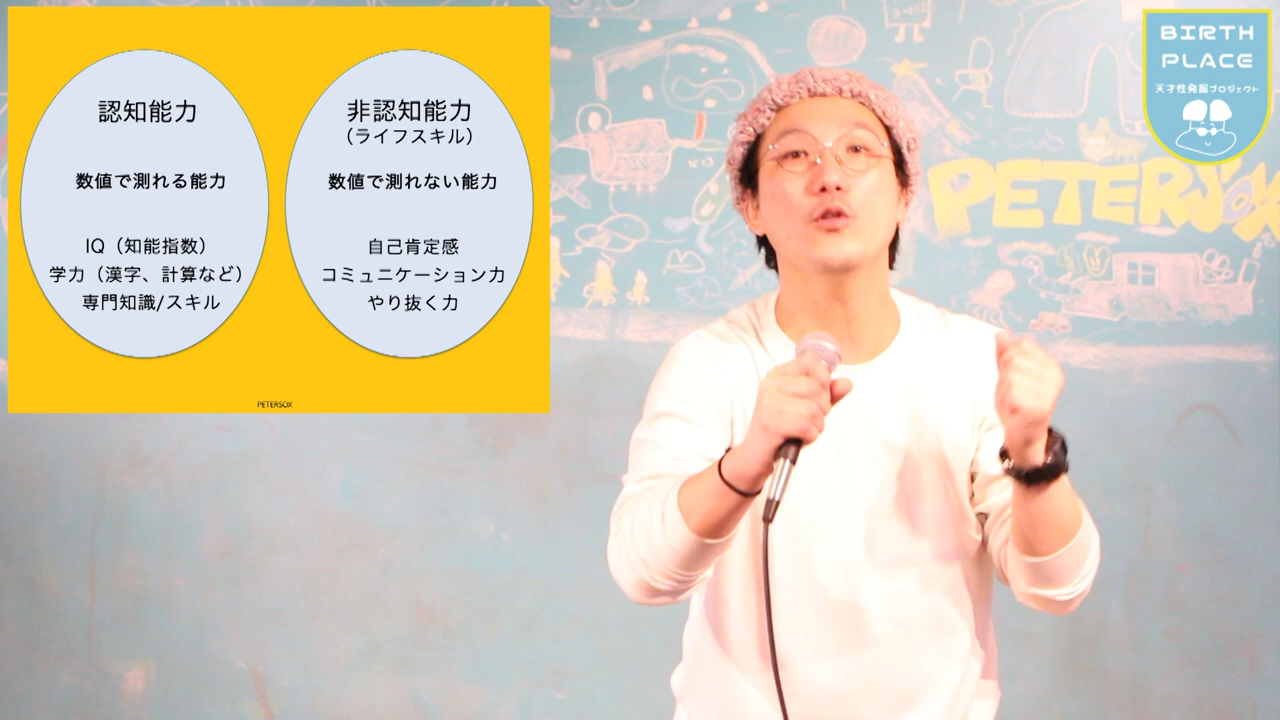 認知能力
数値で測れる能力
IQ（知能指数）
学力（漢字、計算など）
専門知識/スキル
非認知能力
（ライフスキル）
数値で測れない能力
自己肯定感
コミュニケーション力
やり抜く力
PETERSOX
BIRTH
PLACE
天才性発掘プロジェクト
PETERSOX